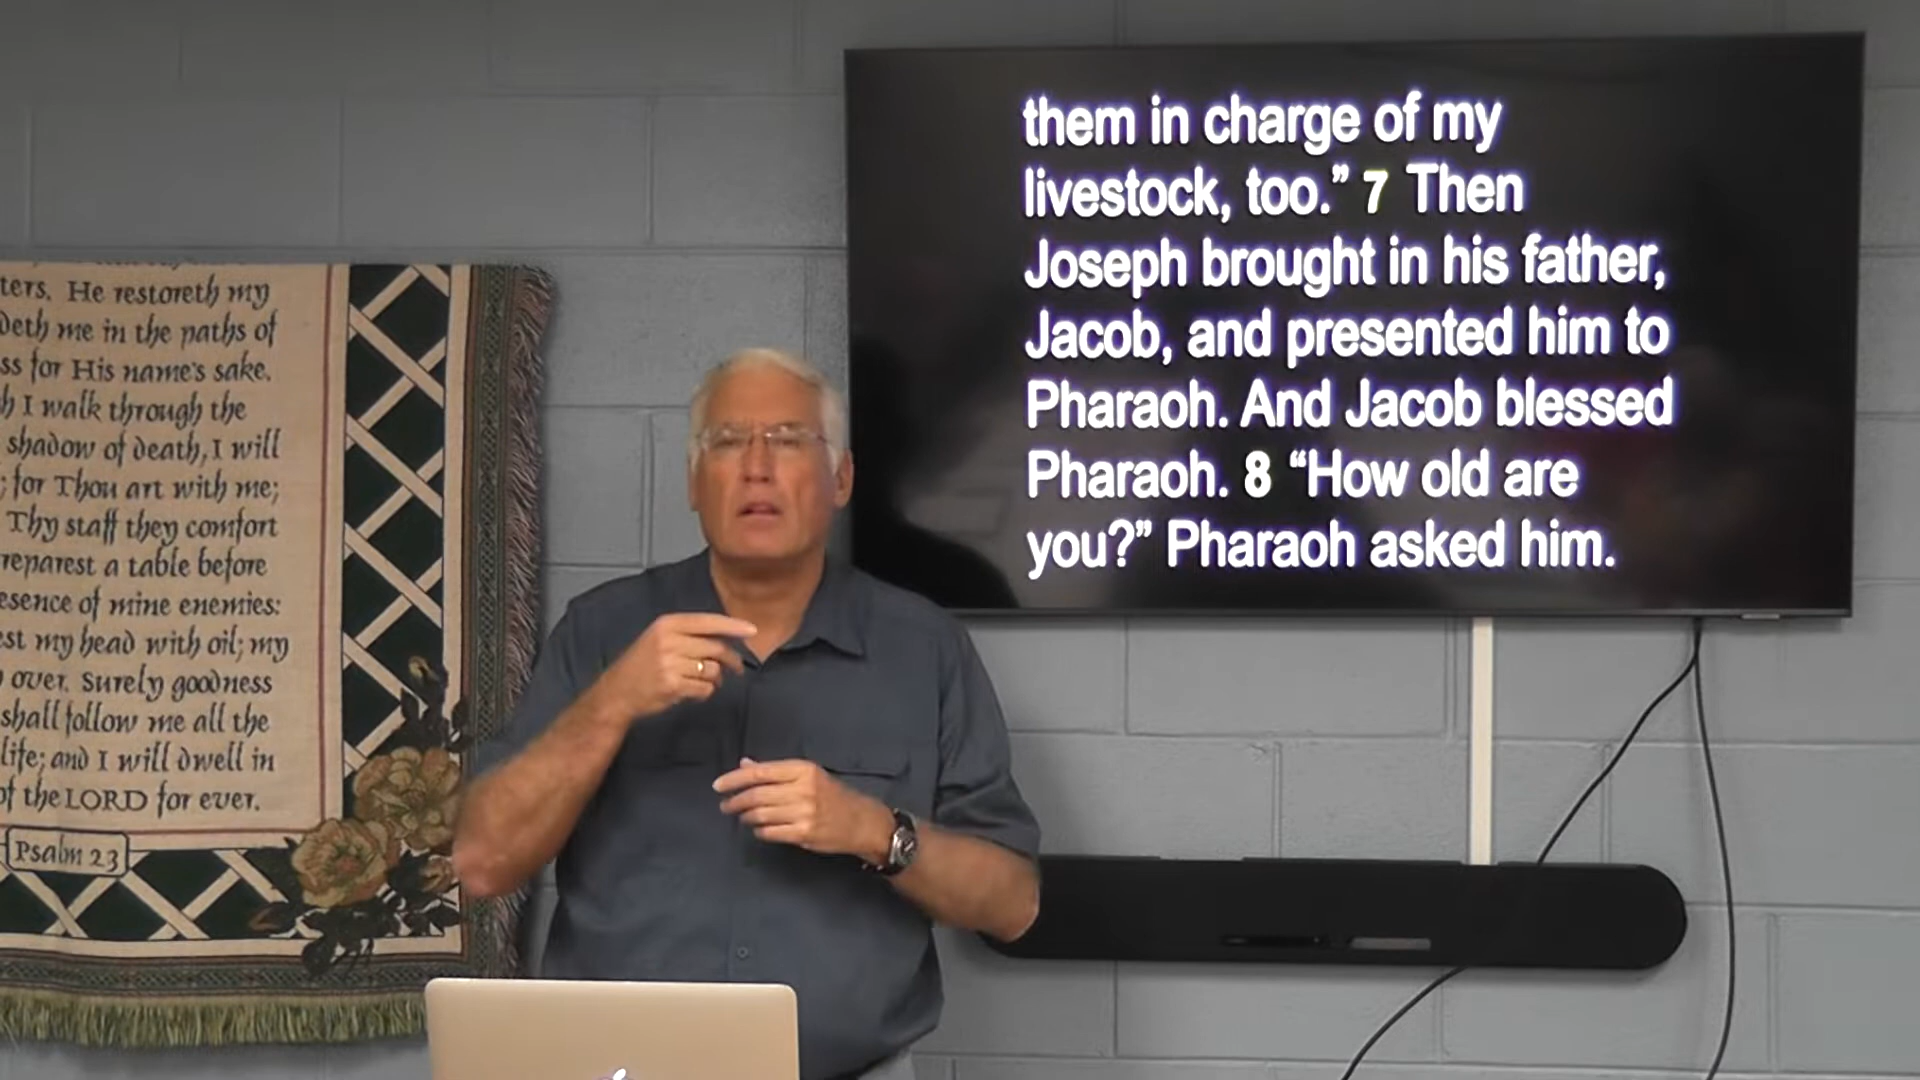 ters. He restoreth my
deth me in the paths of
ss for His name's sake.
h I walk through the
shadow of death, I will
; for Thou art with me;
Thy staff they comfort
reparest a table before
esence of mine enemies:
est my head with oil; my
over. Surely goodness
shall follow me all the
life; and I will dwell in
of the LORD for ever.
Psalm 23
them in charge of my
livestock, too.” 7 Then
Joseph brought in his father,
Jacob, and presented him to
Pharaoh. And Jacob blessed
Pharaoh. 8 “How old are
you?” Pharaoh asked him.